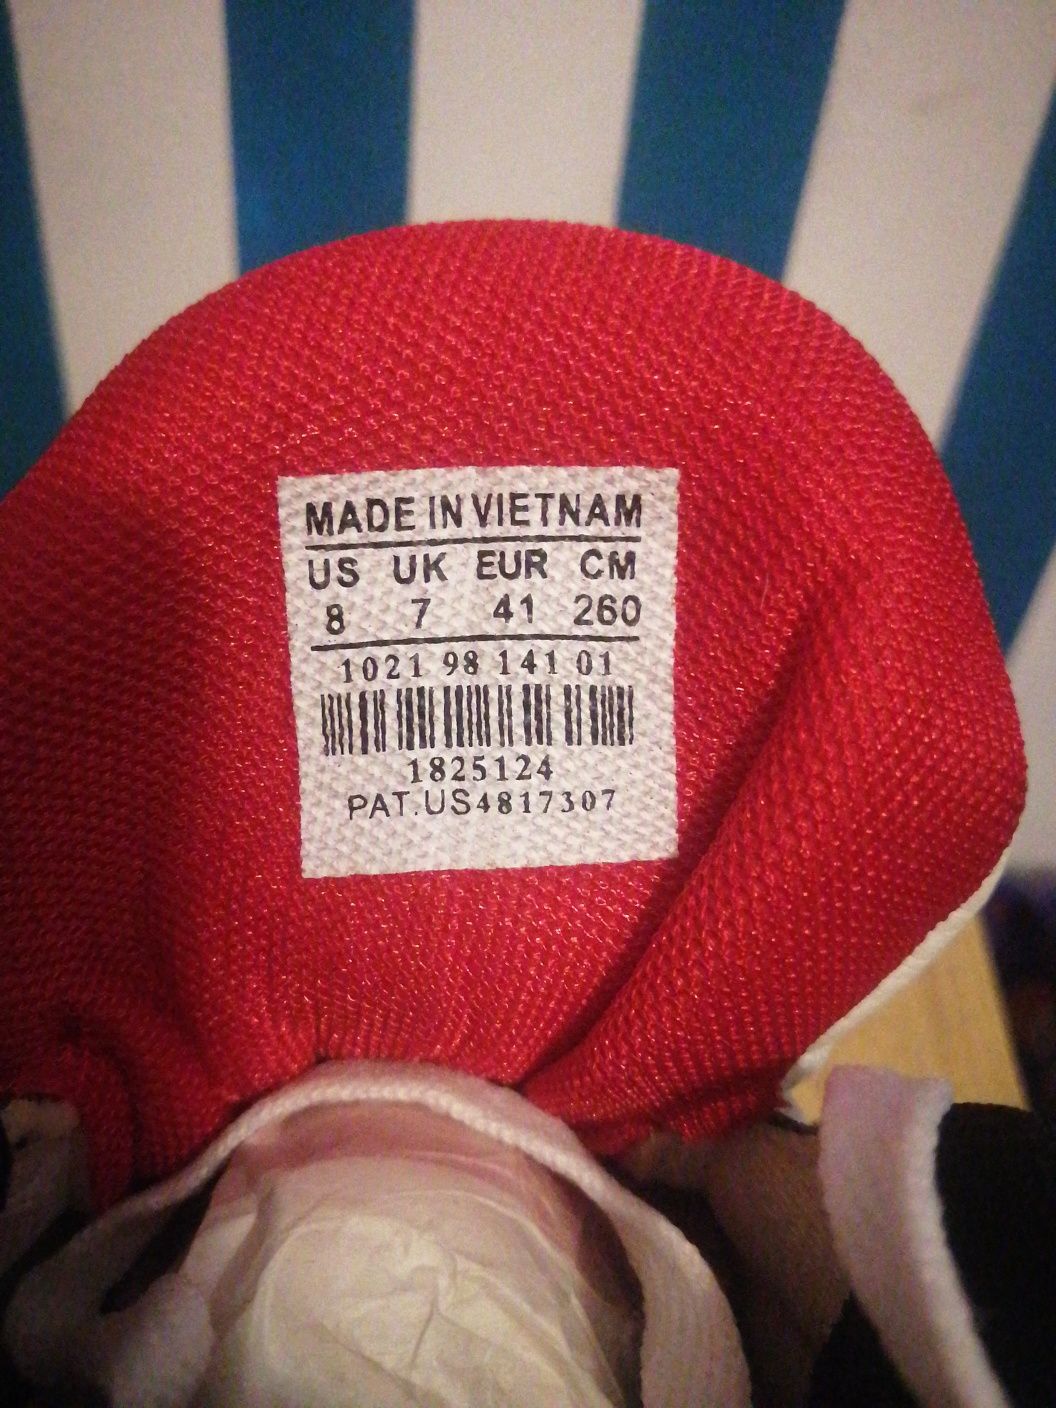 MADE IN VIETNAM
US UK EUR CM
8 7 41 260
1021 98 141 01
1825124
PAT.US4817307